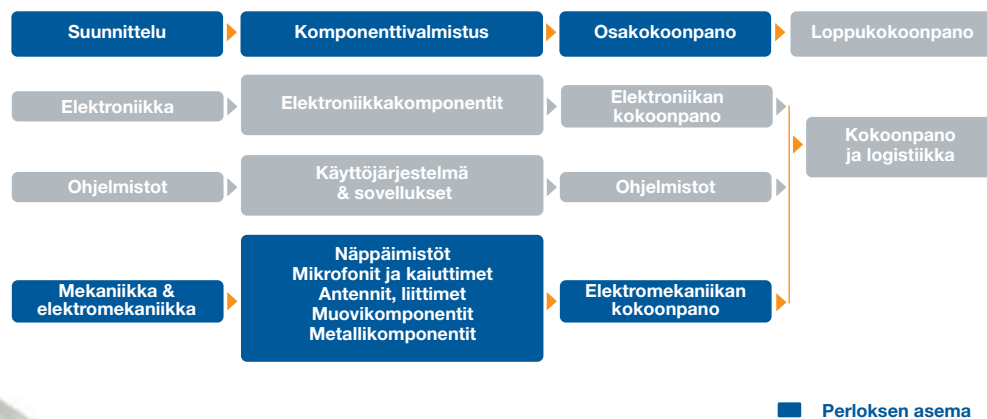 Suunnittelu
Komponenttivalmistus
Osakokoonpano
Loppukokoonpano
Elektroniikka
Elektroniikkakomponentit
Elektroniikan
kokoonpano
Kokoonpano
ja logistiikka
Ohjelmistot
Käyttöjärjestelmä
& sovellukset
Ohjelmistot
Mekaniikka &
elektromekaniikka
Näppäimistöt
Mikrofonit ja kaiuttimet
Antennit, liittimet
Muovikomponentit
Metallikomponentit
Elektromekaniikan
kokoonpano
Perloksen asema